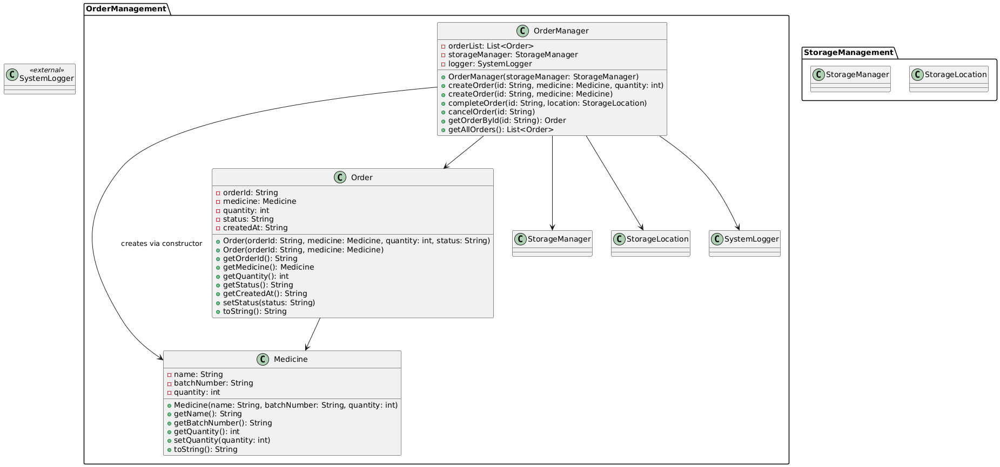 OrderManagement
C OrderManager
orderList: List<Order>
storageManager: StorageManager
logger: SystemLogger
OrderManager(storageManager: StorageManager)
createOrder(id: String, medicine: Medicine, quantity: int)
createOrder(id: String, medicine: Medicine)
completeOrder(id: String, location: StorageLocation)
cancelOrder(id: String)
getOrderById(id: String): Order
getAllOrders(): List<Order>
StorageManagement
C StorageManager
C StorageLocation
«external»
C SystemLogger
C Order
orderId: String
medicine: Medicine
quantity: int
status: String
createdAt: String
Order(orderId: String, medicine: Medicine, quantity: int, status: String)
Order(orderId: String, medicine: Medicine)
getOrderId(): String
getMedicine(): Medicine
getQuantity(): int
getStatus(): String
getCreatedAt(): String
setStatus(status: String)
toString(): String
creates via constructor
C StorageManager
C StorageLocation
C SystemLogger
C Medicine
name: String
batchNumber: String
quantity: int
Medicine(name: String, batchNumber: String, quantity: int)
getName(): String
getBatchNumber(): String
getQuantity(): int
setQuantity(quantity: int)
toString(): String